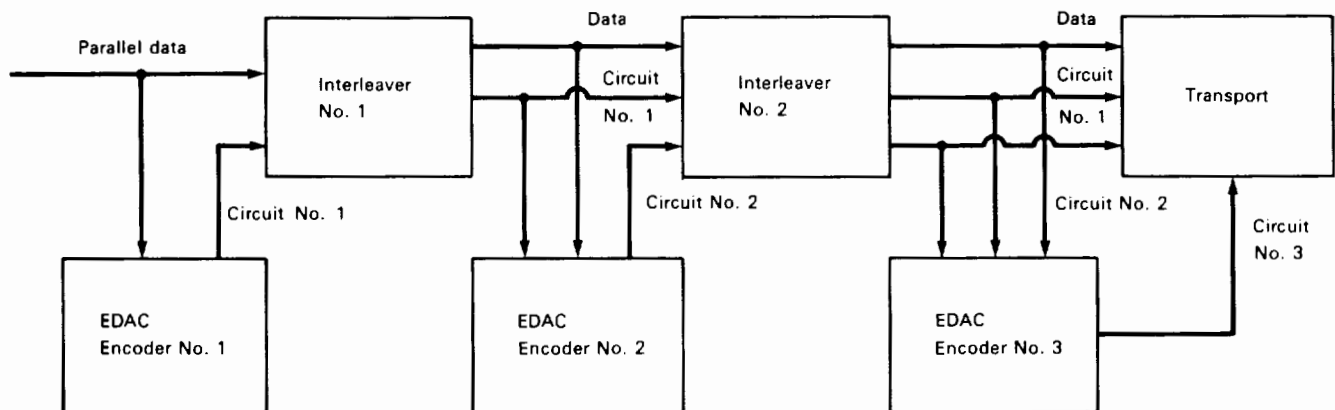 Data
Data
Parallel data
Interleaver
No. 1
Circuit
No. 1
Interleaver
No. 2
Circuit
No. 1
Transport
Circuit No. 1
Circuit No. 2
Circuit No. 2
Circuit
No. 3
EDAC
Encoder No. 1
EDAC
Encoder No. 2
EDAC
Encoder No. 3